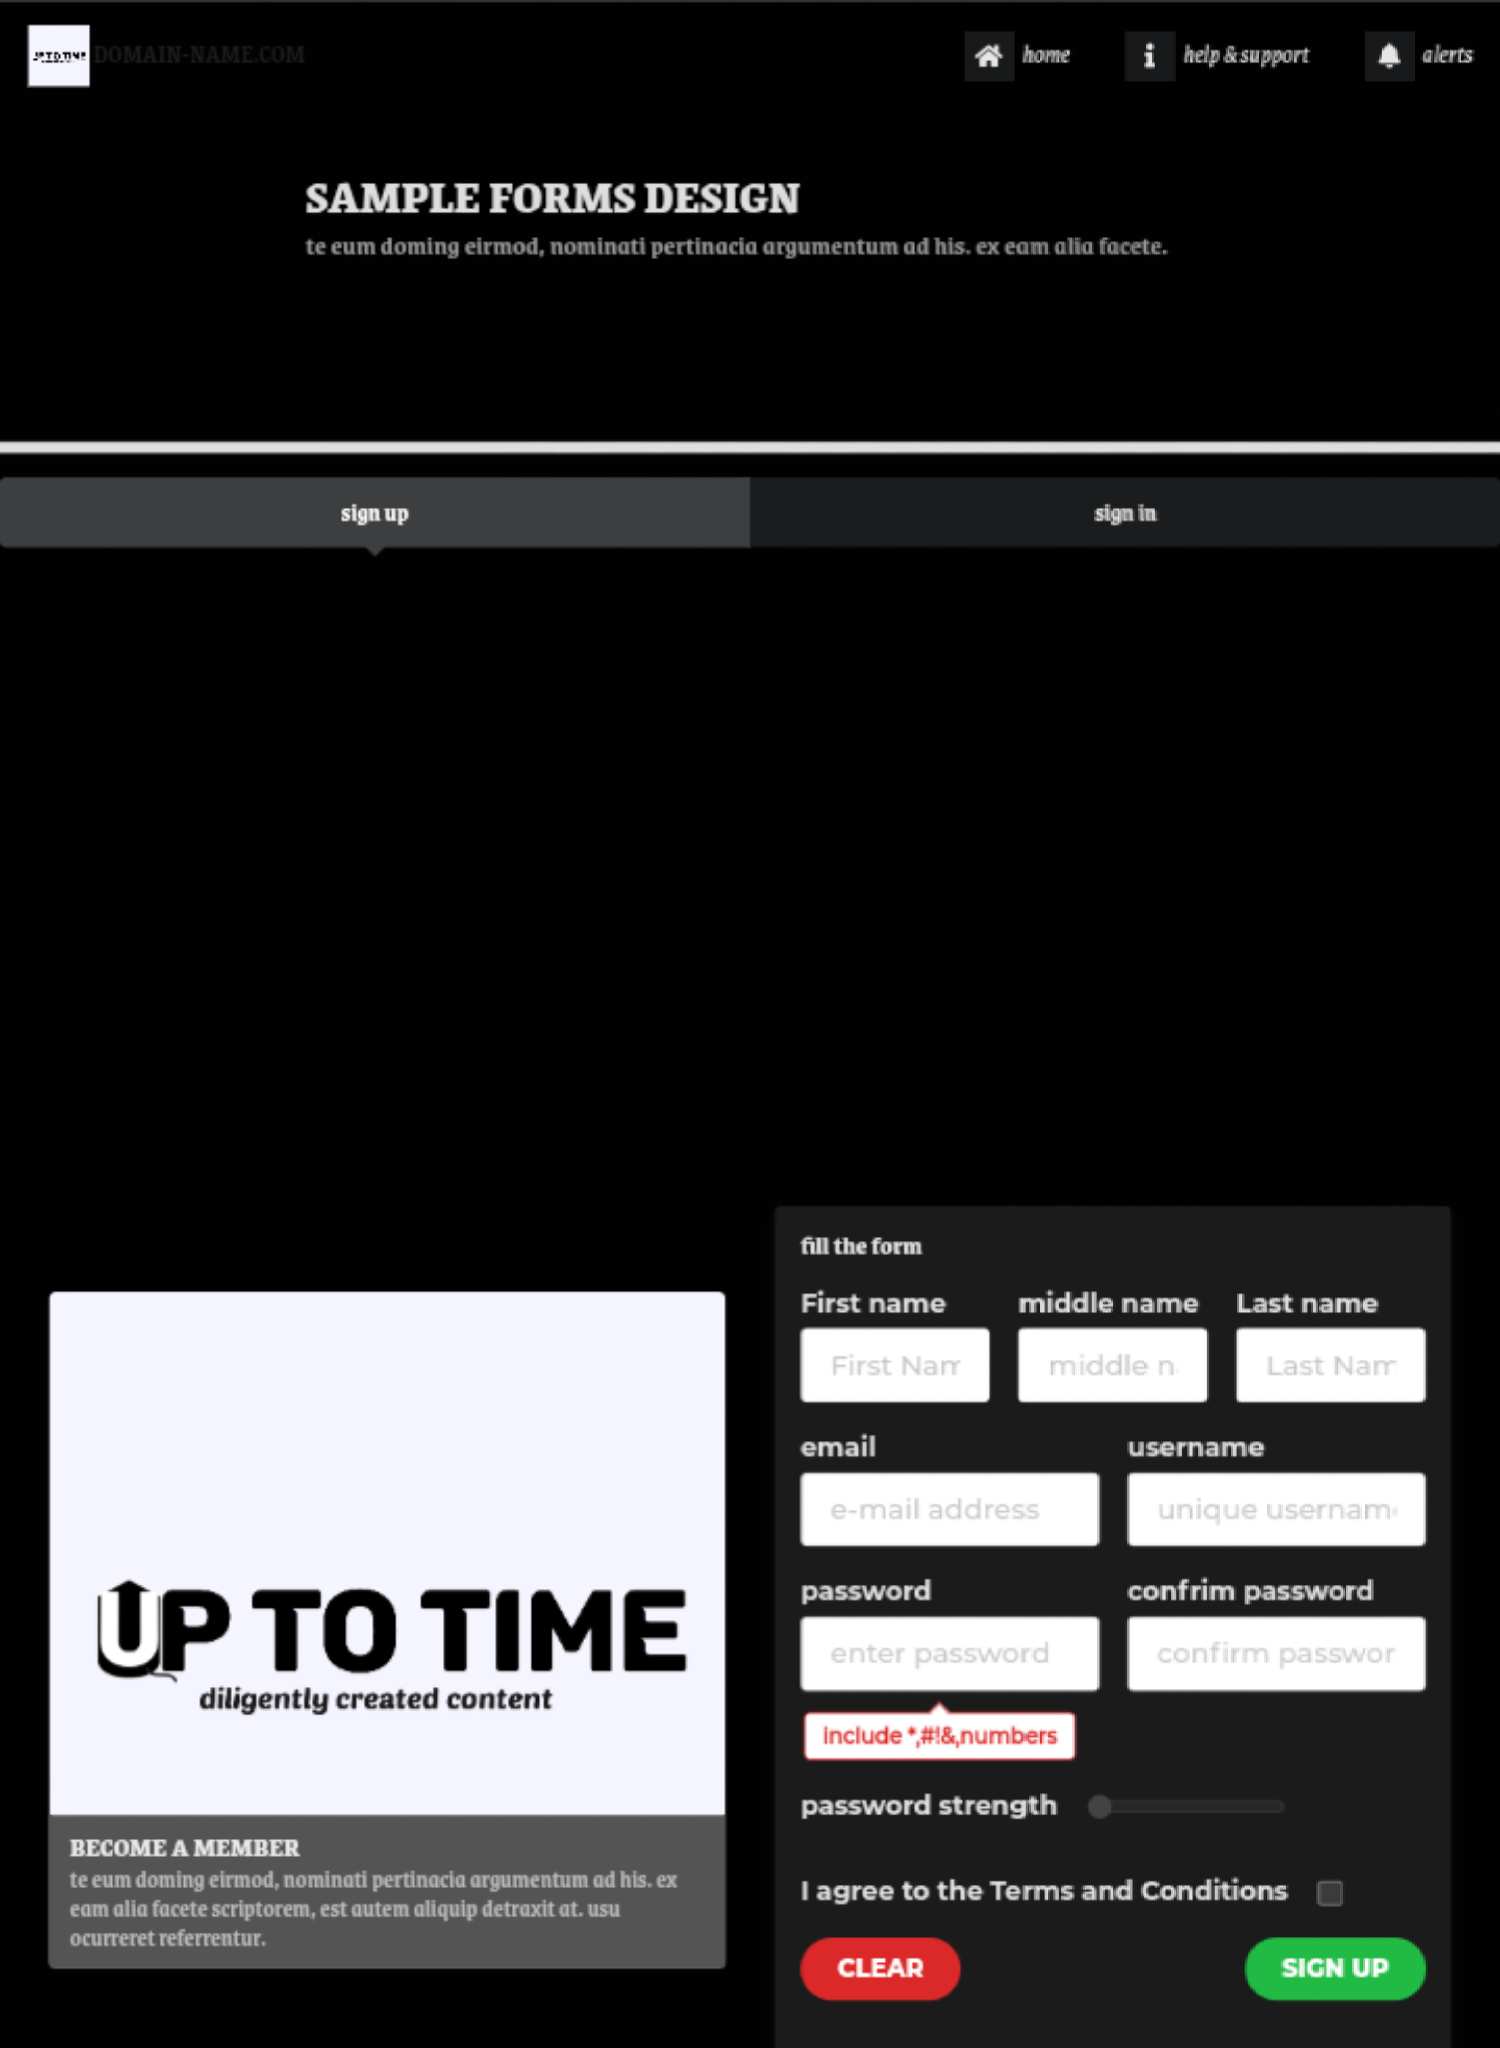 UP TO TIME DOMAIN-NAME.COM home help & support alerts
SAMPLE FORMS DESIGN
te eum doming eirmod, nominati pertinacia argumentum ad his. ex eam alia facete.
sign up sign in
fill the form
First name middle name Last name
First Nam middle n Last Nam
email username
e-mail address unique usernam
password confrim password
enter password confirm passwor
include *,#!&,numbers
password strength
I agree to the Terms and Conditions
CLEAR SIGN UP
UP TO TIME
diligently created content
BECOME A MEMBER
te eum doming eirmod, nominati pertinacia argumentum ad his. ex
eam alia facete scriptorem, est autem aliquip detraxit at. usu
ocurreret referrentur.